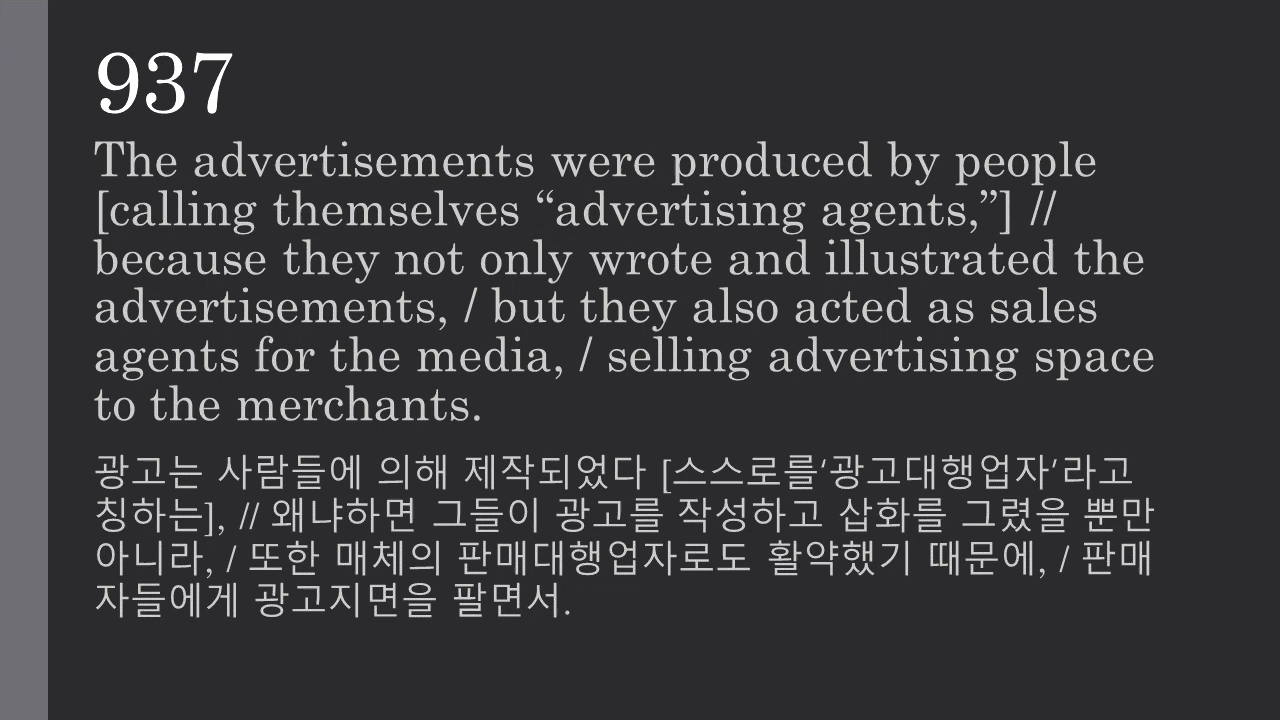 937
The advertisements were produced by people
[calling themselves “advertising agents,”] //
because they not only wrote and illustrated the
advertisements, / but they also acted as sales
agents for the media, / selling advertising space
to the merchants.
광고는 사람들에 의해 제작되었다 [스스로를‘광고대행업자’라고
칭하는], // 왜냐하면 그들이 광고를 작성하고 삽화를 그렸을 뿐만
아니라, / 또한 매체의 판매대행업자로도 활약했기 때문에, / 판매
자들에게 광고지면을 팔면서.